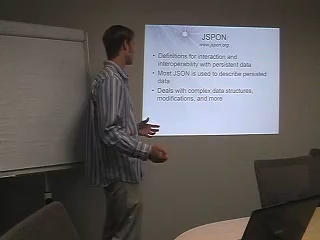 JSPON
www.jspon.org
• Definitions for interaction and
interoperability with persistent data
• Most JSON is used to describe persisted
data
• Deals with complex data structures,
modifications, and more